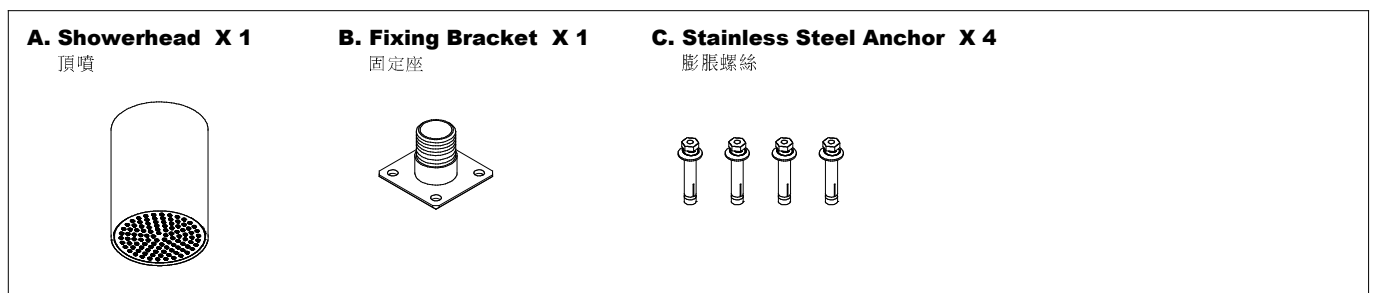 A. Showerhead X 1
頂噴
B. Fixing Bracket X 1
固定座
C. Stainless Steel Anchor X 4
膨脹螺絲